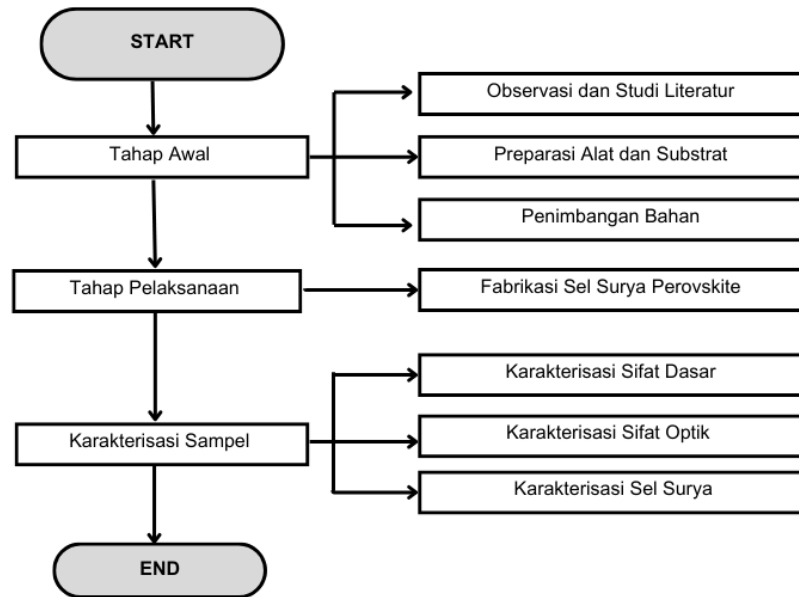 START
Tahap Awal
Observasi dan Studi Literatur
Preparasi Alat dan Substrat
Penimbangan Bahan
Tahap Pelaksanaan
Fabrikasi Sel Surya Perovskite
Karakterisasi Sampel
Karakterisasi Sifat Dasar
Karakterisasi Sifat Optik
Karakterisasi Sel Surya
END